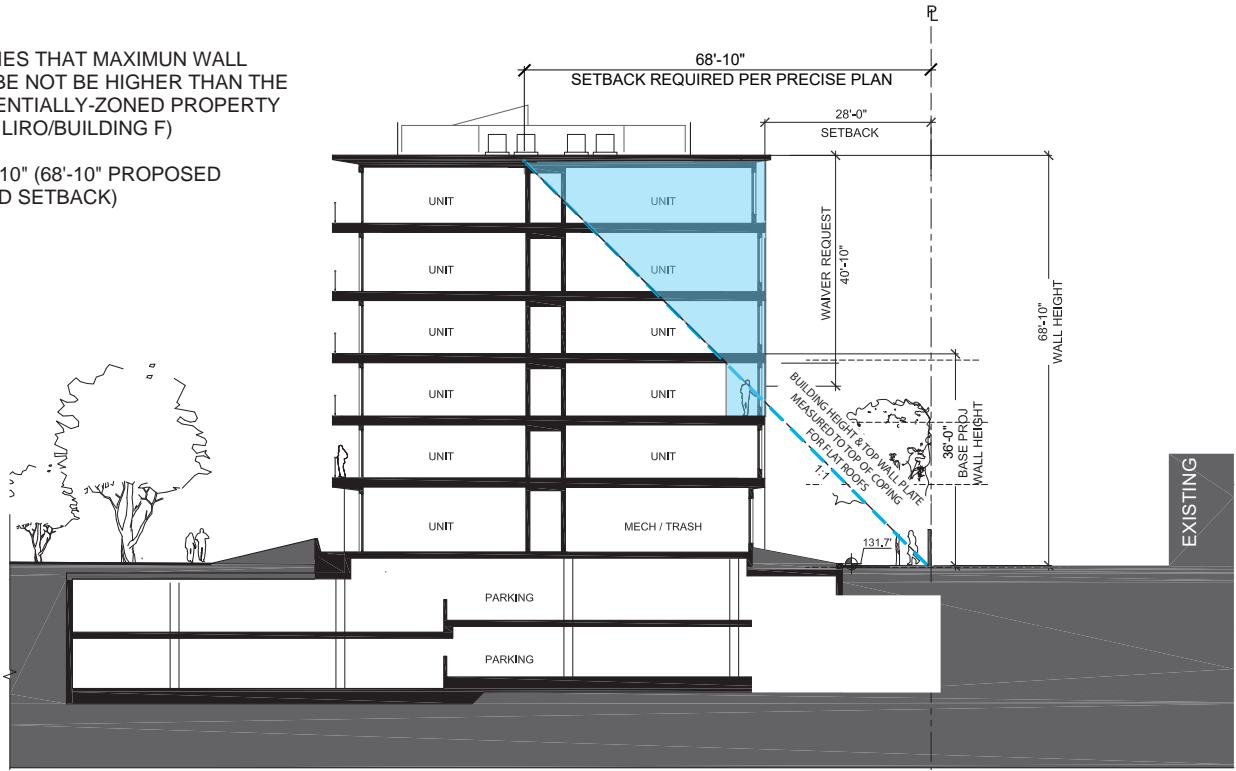 IES THAT MAXIMUN WALL
BE NOT BE HIGHER THAN THE
ENTIALLY-ZONED PROPERTY
LIRO/BUILDING F)
10" (68'-10" PROPOSED
D SETBACK)
PL
68'-10"
SETBACK REQUIRED PER PRECISE PLAN
28'-0"
SETBACK
UNIT UNIT
UNIT UNIT
UNIT UNIT
UNIT UNIT
UNIT UNIT
UNIT MECH / TRASH
WAIVER REQUEST
40'-10"
68'-10"
WALL HEIGHT
BUILDING HEIGHT & TOP WALL PLATE
MEASURED TO TOP OF COPING
FOR FLAT ROOFS
1:1
36'-0"
BASE PROJ
WALL HEIGHT
131.7'
EXISTING
PARKING
PARKING